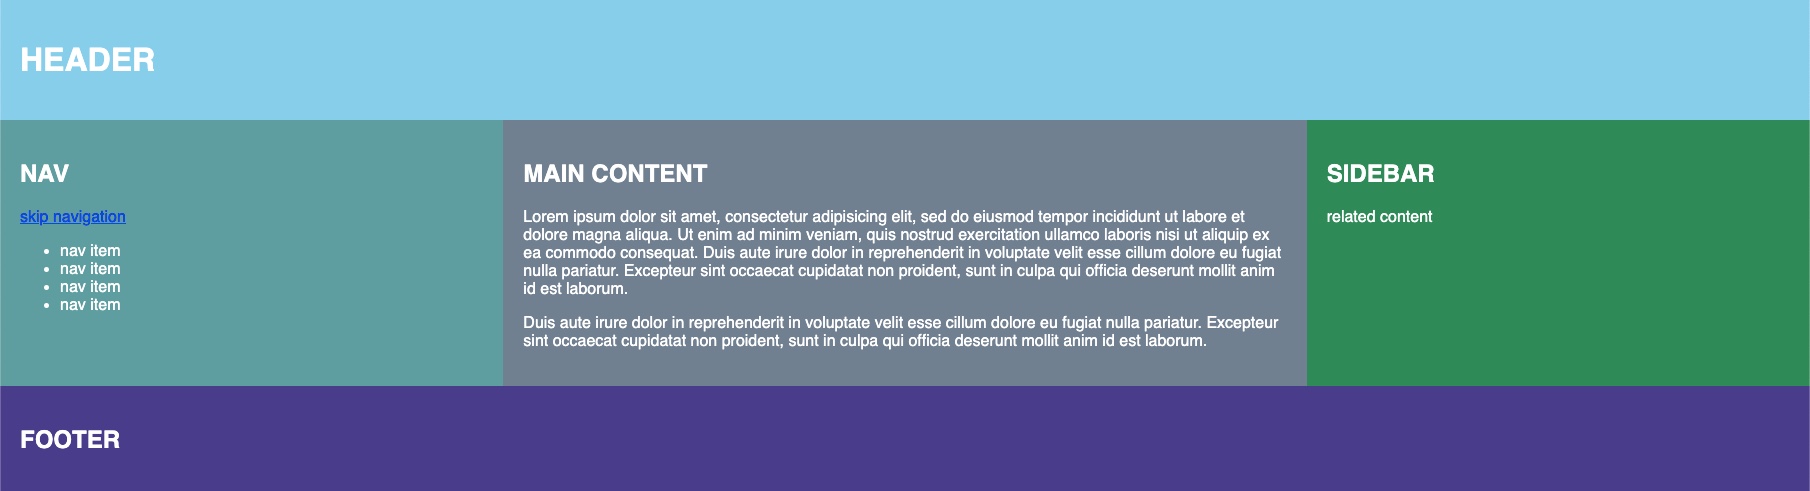 HEADER
NAV
skip navigation
nav item
nav item
nav item
nav item
MAIN CONTENT
Lorem ipsum dolor sit amet, consectetur adipisicing elit, sed do eiusmod tempor incididunt ut labore et
dolore magna aliqua. Ut enim ad minim veniam, quis nostrud exercitation ullamco laboris nisi ut aliquip ex
ea commodo consequat. Duis aute irure dolor in reprehenderit in voluptate velit esse cillum dolore eu fugiat
nulla pariatur. Excepteur sint occaecat cupidatat non proident, sunt in culpa qui officia deserunt mollit anim
id est laborum.
Duis aute irure dolor in reprehenderit in voluptate velit esse cillum dolore eu fugiat nulla pariatur. Excepteur
sint occaecat cupidatat non proident, sunt in culpa qui officia deserunt mollit anim id est laborum.
SIDEBAR
related content
FOOTER